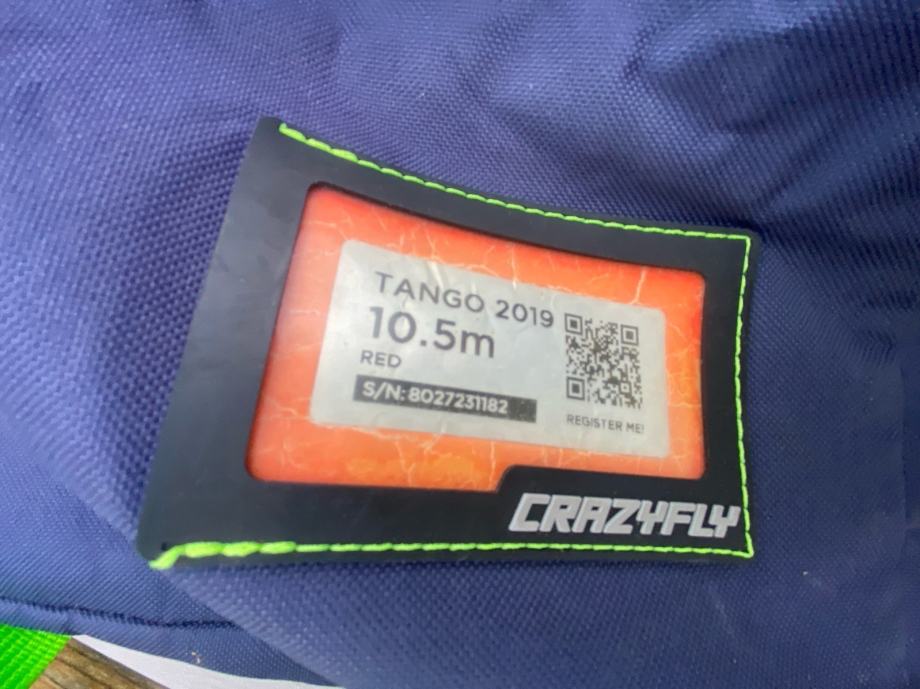 TANGO 2019
10.5m
RED
S/N: 8027231182
REGISTER ME!
CRAZYFLY